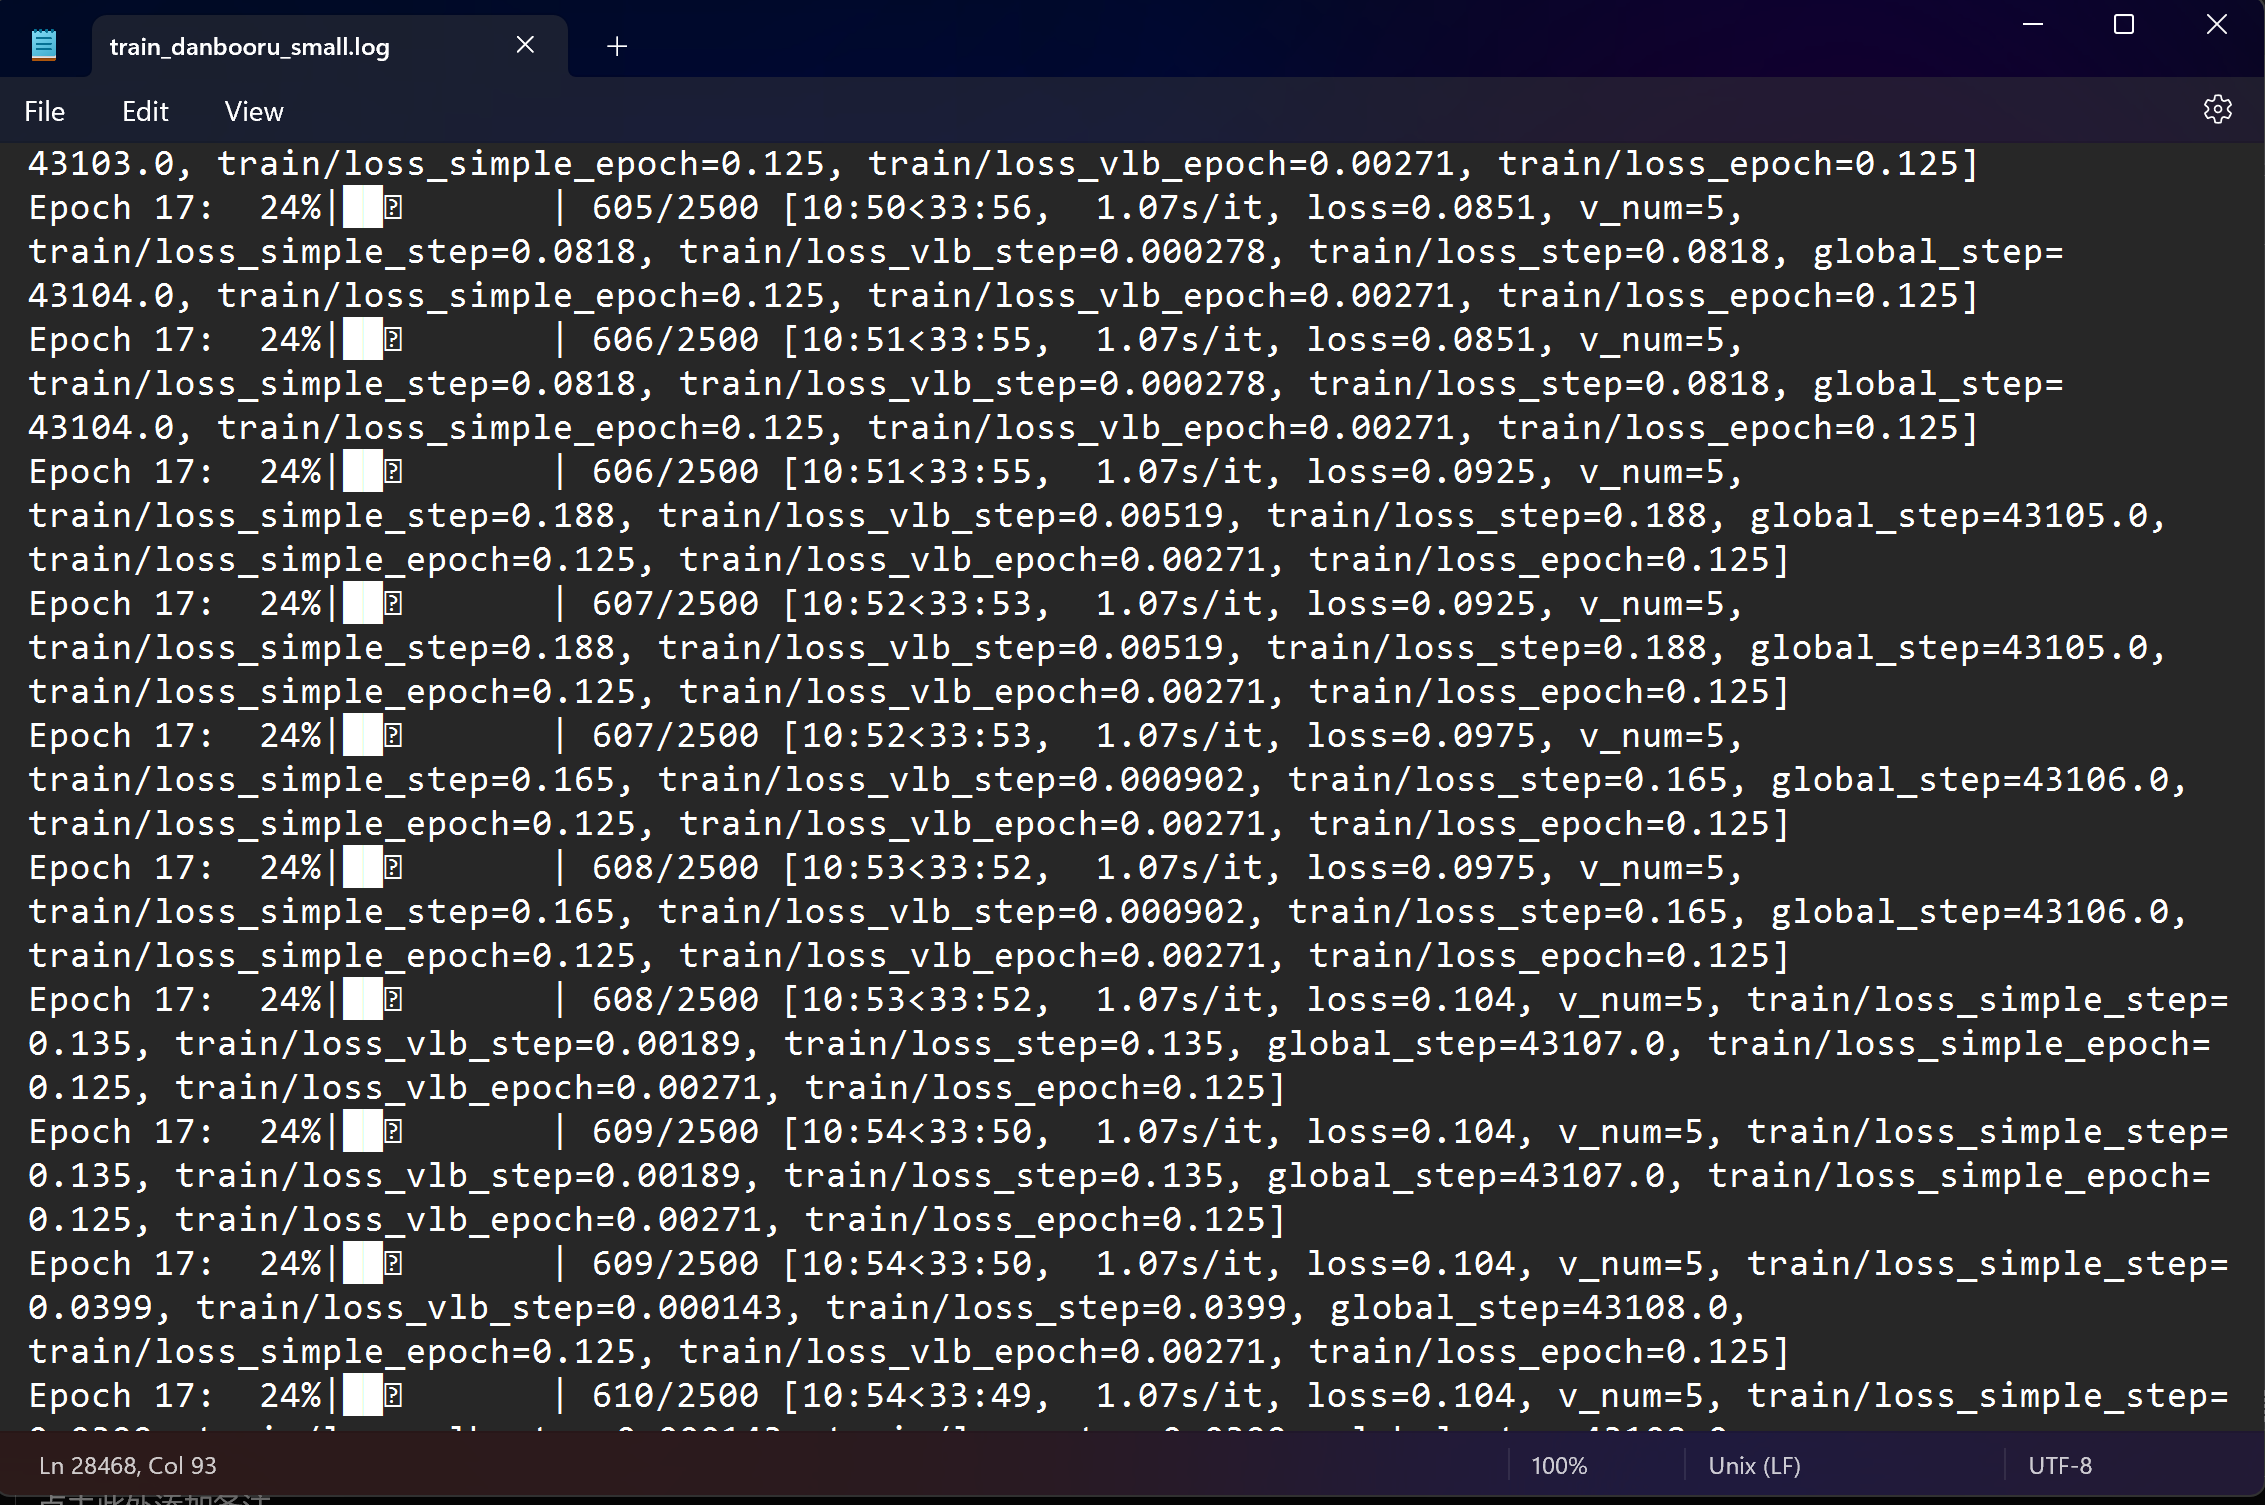 train_danbooru_small.log
File Edit View
43103.0, train/loss_simple_epoch=0.125, train/loss_vlb_epoch=0.00271, train/loss_epoch=0.125]
Epoch 17:  24%|██ | 605/2500 [10:50<33:56,  1.07s/it, loss=0.0851, v_num=5,
train/loss_simple_step=0.0818, train/loss_vlb_step=0.000278, train/loss_step=0.0818, global_step=
43104.0, train/loss_simple_epoch=0.125, train/loss_vlb_epoch=0.00271, train/loss_epoch=0.125]
Epoch 17:  24%|██ | 606/2500 [10:51<33:55,  1.07s/it, loss=0.0851, v_num=5,
train/loss_simple_step=0.0818, train/loss_vlb_step=0.000278, train/loss_step=0.0818, global_step=
43104.0, train/loss_simple_epoch=0.125, train/loss_vlb_epoch=0.00271, train/loss_epoch=0.125]
Epoch 17:  24%|██ | 606/2500 [10:51<33:55,  1.07s/it, loss=0.0925, v_num=5,
train/loss_simple_step=0.188, train/loss_vlb_step=0.00519, train/loss_step=0.188, global_step=43105.0,
train/loss_simple_epoch=0.125, train/loss_vlb_epoch=0.00271, train/loss_epoch=0.125]
Epoch 17:  24%|██ | 607/2500 [10:52<33:53,  1.07s/it, loss=0.0925, v_num=5,
train/loss_simple_step=0.188, train/loss_vlb_step=0.00519, train/loss_step=0.188, global_step=43105.0,
train/loss_simple_epoch=0.125, train/loss_vlb_epoch=0.00271, train/loss_epoch=0.125]
Epoch 17:  24%|██ | 607/2500 [10:52<33:53,  1.07s/it, loss=0.0975, v_num=5,
train/loss_simple_step=0.165, train/loss_vlb_step=0.000902, train/loss_step=0.165, global_step=43106.0,
train/loss_simple_epoch=0.125, train/loss_vlb_epoch=0.00271, train/loss_epoch=0.125]
Epoch 17:  24%|██ | 608/2500 [10:53<33:52,  1.07s/it, loss=0.0975, v_num=5,
train/loss_simple_step=0.165, train/loss_vlb_step=0.000902, train/loss_step=0.165, global_step=43106.0,
train/loss_simple_epoch=0.125, train/loss_vlb_epoch=0.00271, train/loss_epoch=0.125]
Epoch 17:  24%|██ | 608/2500 [10:53<33:52,  1.07s/it, loss=0.104, v_num=5, train/loss_simple_step=
0.135, train/loss_vlb_step=0.00189, train/loss_step=0.135, global_step=43107.0, train/loss_simple_epoch=
0.125, train/loss_vlb_epoch=0.00271, train/loss_epoch=0.125]
Epoch 17:  24%|██ | 609/2500 [10:54<33:50,  1.07s/it, loss=0.104, v_num=5, train/loss_simple_step=
0.135, train/loss_vlb_step=0.00189, train/loss_step=0.135, global_step=43107.0, train/loss_simple_epoch=
0.125, train/loss_vlb_epoch=0.00271, train/loss_epoch=0.125]
Epoch 17:  24%|██ | 609/2500 [10:54<33:50,  1.07s/it, loss=0.104, v_num=5, train/loss_simple_step=
0.0399, train/loss_vlb_step=0.000143, train/loss_step=0.0399, global_step=43108.0,
train/loss_simple_epoch=0.125, train/loss_vlb_epoch=0.00271, train/loss_epoch=0.125]
Epoch 17:  24%|██ | 610/2500 [10:54<33:49,  1.07s/it, loss=0.104, v_num=5, train/loss_simple_step=
Ln 28468, Col 93 100% Unix (LF) UTF-8